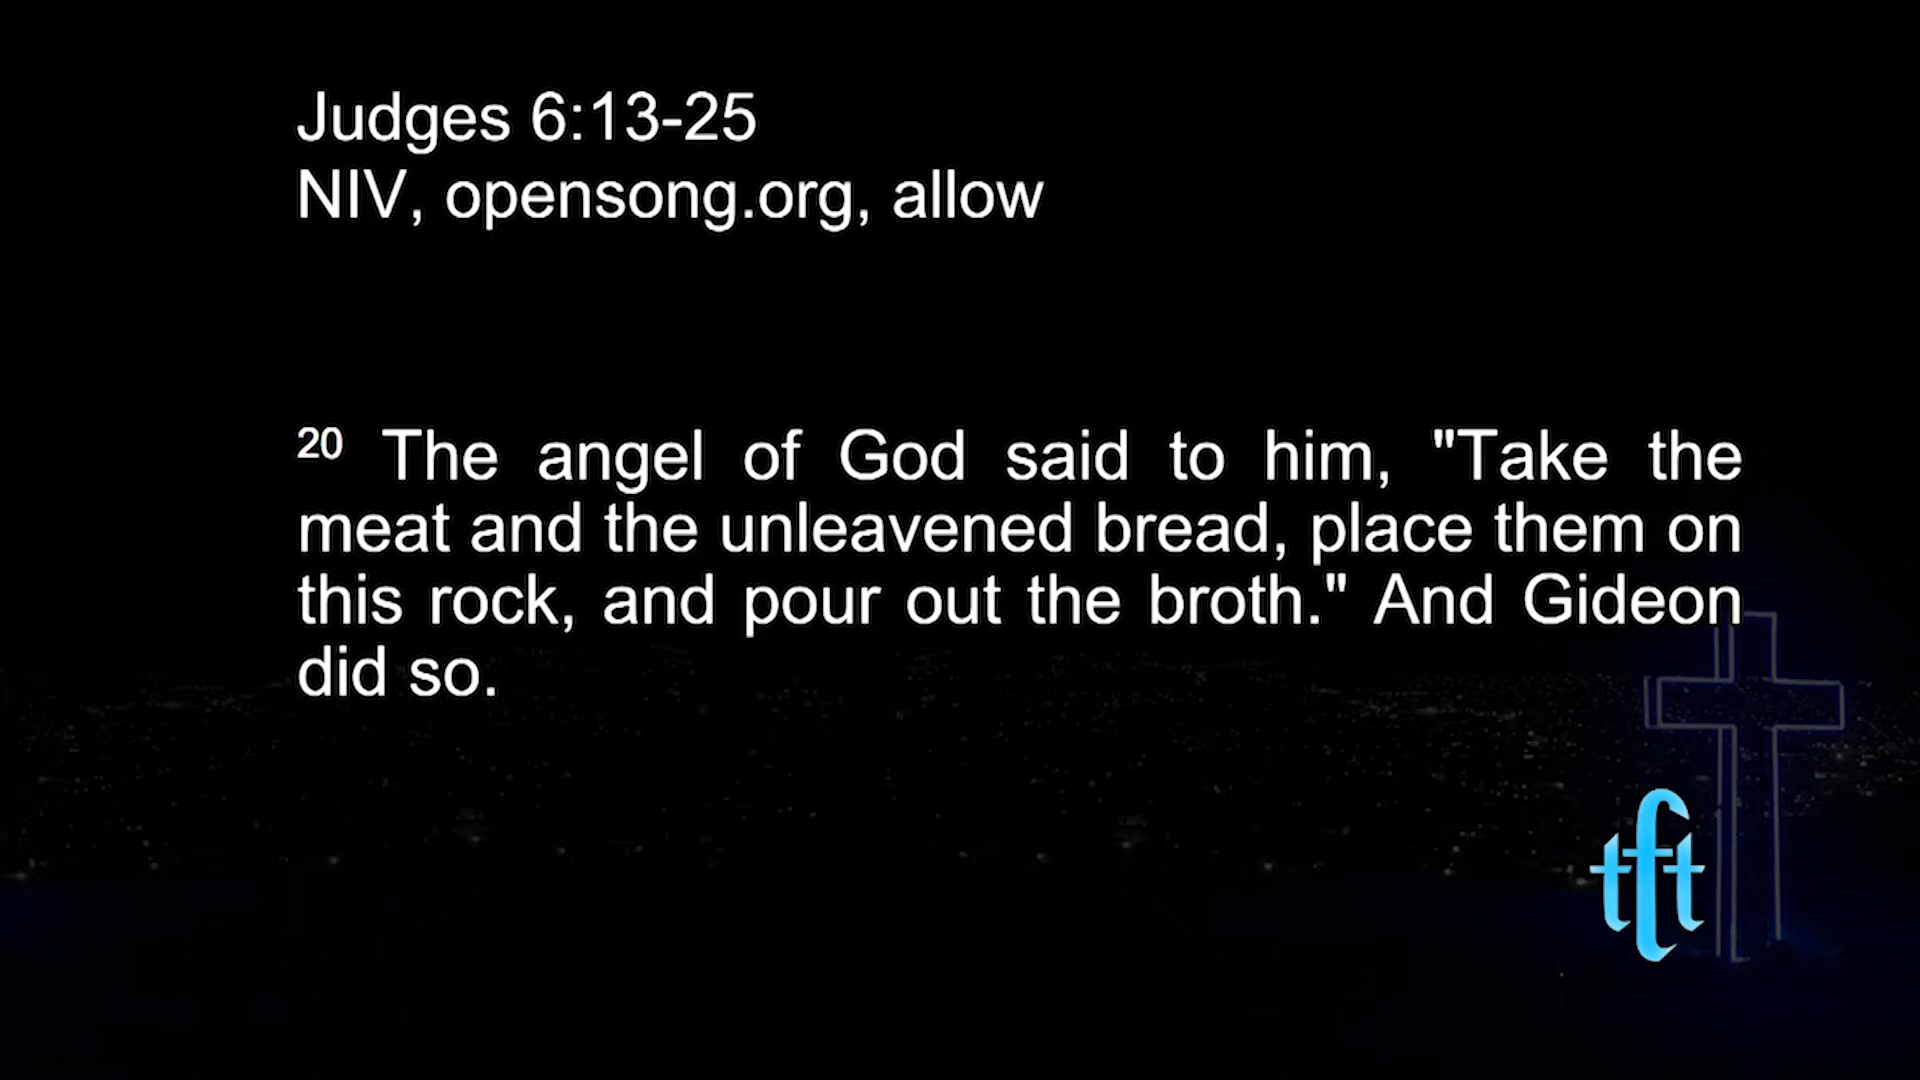 Judges 6:13-25
NIV, opensong.org, allow
20 The angel of God said to him, "Take the
meat and the unleavened bread, place them on
this rock, and pour out the broth." And Gideon
did so.
tft